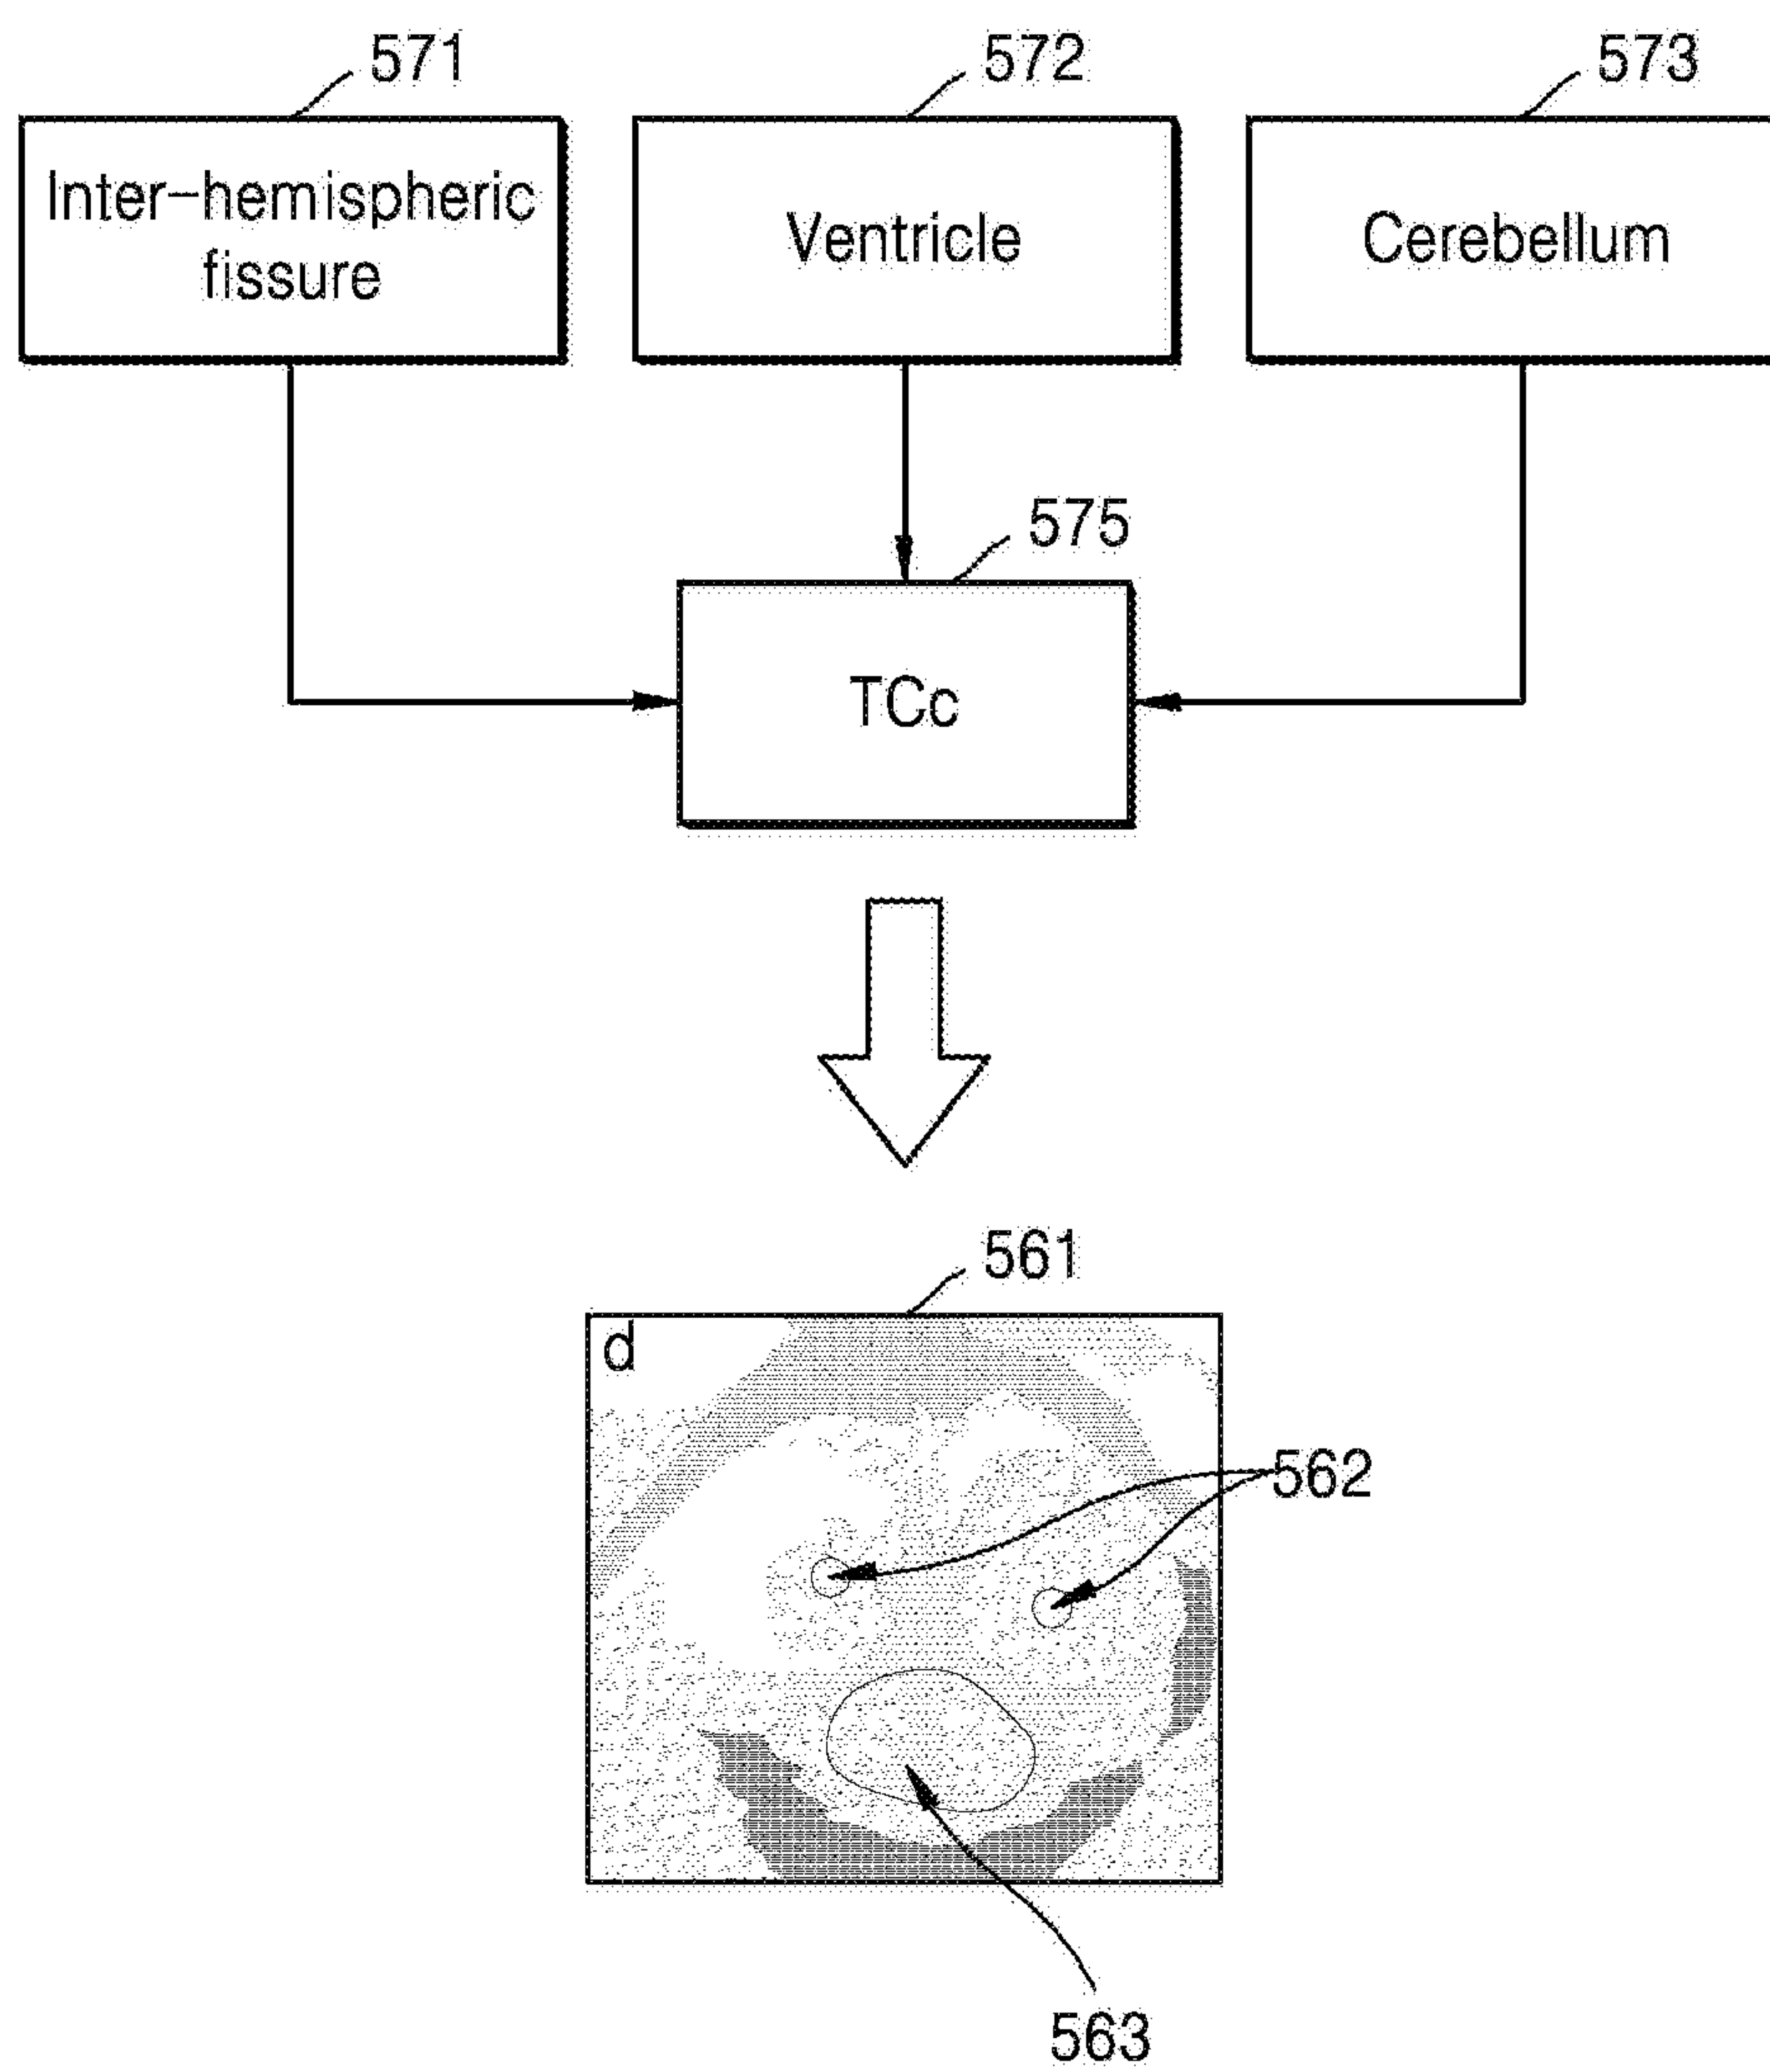 571
572
573
Inter-hemispheric
fissure
Ventricle
Cerebellum
575
TCc
561
d
562
563